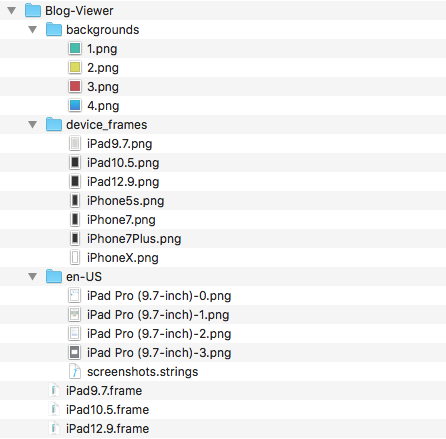 Blog-Viewer
backgrounds
1.png
2.png
3.png
4.png
device_frames
iPad9.7.png
iPad10.5.png
iPad12.9.png
iPhone5s.png
iPhone7.png
iPhone7Plus.png
iPhoneX.png
en-US
iPad Pro (9.7-inch)-0.png
iPad Pro (9.7-inch)-1.png
iPad Pro (9.7-inch)-2.png
iPad Pro (9.7-inch)-3.png
screenshots.strings
iPad9.7.frame
iPad10.5.frame
iPad12.9.frame